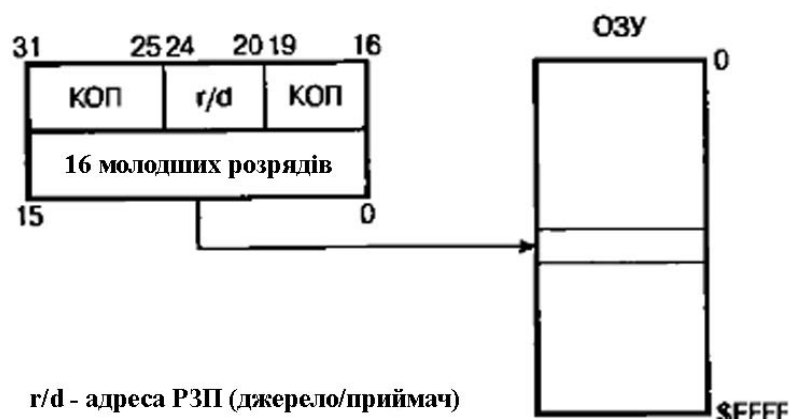 ОЗУ
31 25 24 20 19 16
0
КОП r/d КОП
16 молодших розрядів
15 0
r/d - адреса РЗП (джерело/приймач)
$FFFF